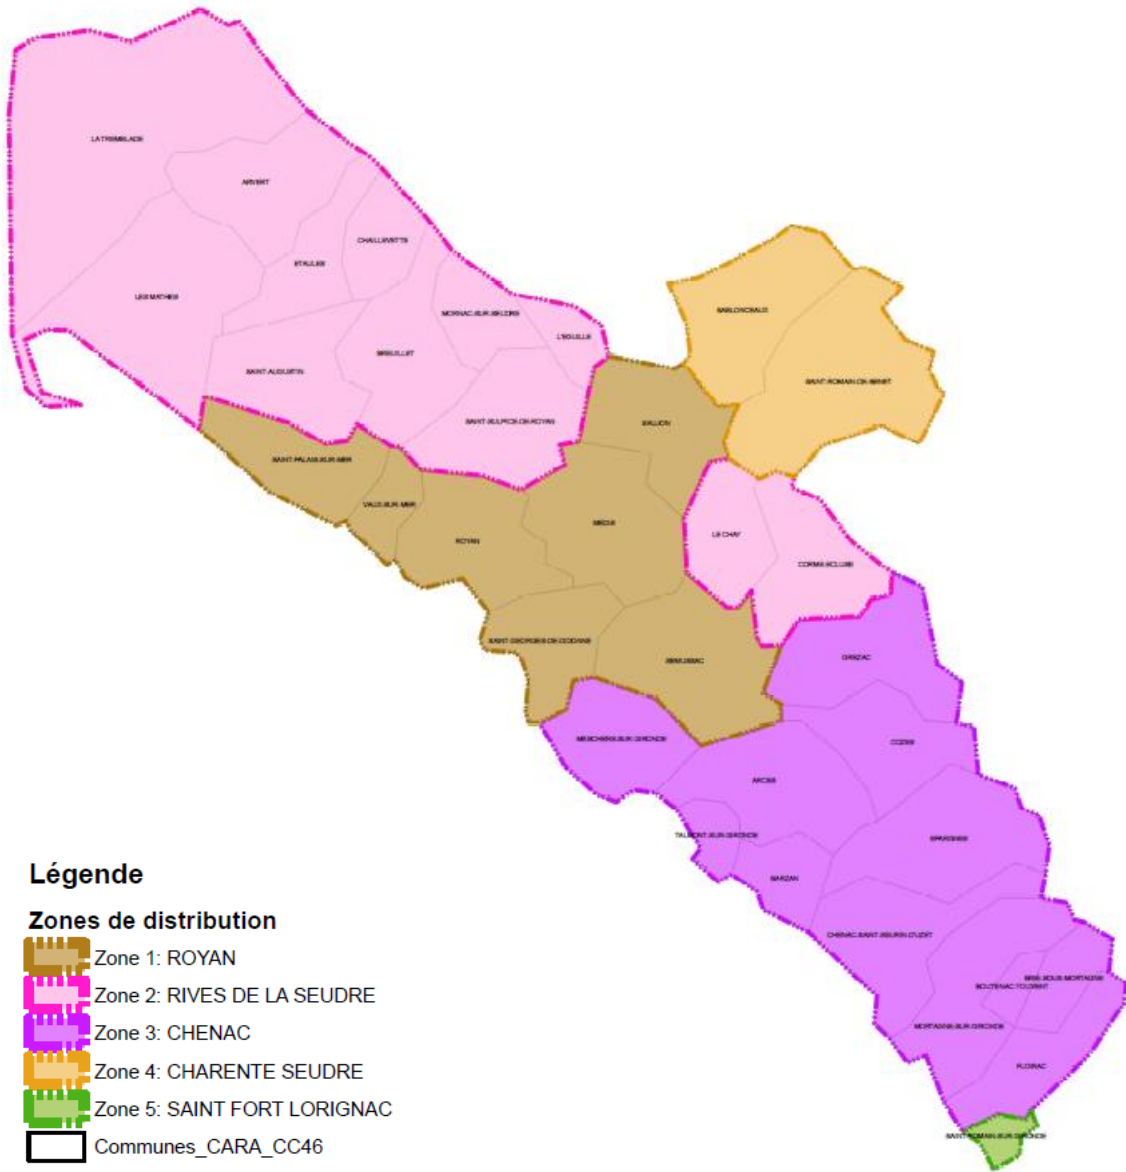 LA TREMBLADE
ARVERT
CHAILLEVETTE
ETAULES
LES MATHES
MORNAC-SUR-SEUDRE
L'EGUILLE
BREUILLET
SAINT-AUGUSTIN
SAINT-SULPICE-DE-ROYAN
SABLONCEAUX
SAINT-ROMAIN-DE-BENET
SAUJON
SAINT-PALAIS-SUR-MER
VAUX-SUR-MER
MEDIS
LE CHAY
ROYAN
CORME-ECLUSE
SAINT-GEORGES-DE-DIDONNE
SEMUSSAC
GREZAC
MESCHERS-SUR-GIRONDE
COZES
ARCES
TALMONT-SUR-GIRONDE
EPARGNES
BARZAN
CHENAC-SAINT-SEURIN-D'UZET
BRIE-SOUS-MORTAGNE
BOUTENAC-TOUVENT
MORTAGNE-SUR-GIRONDE
FLOIRAC
SAINT-ROMAIN-SUR-GIRONDE
Légende
Zones de distribution
Zone 1: ROYAN
Zone 2: RIVES DE LA SEUDRE
Zone 3: CHENAC
Zone 4: CHARENTE SEUDRE
Zone 5: SAINT FORT LORIGNAC
Communes_CARA_CC46